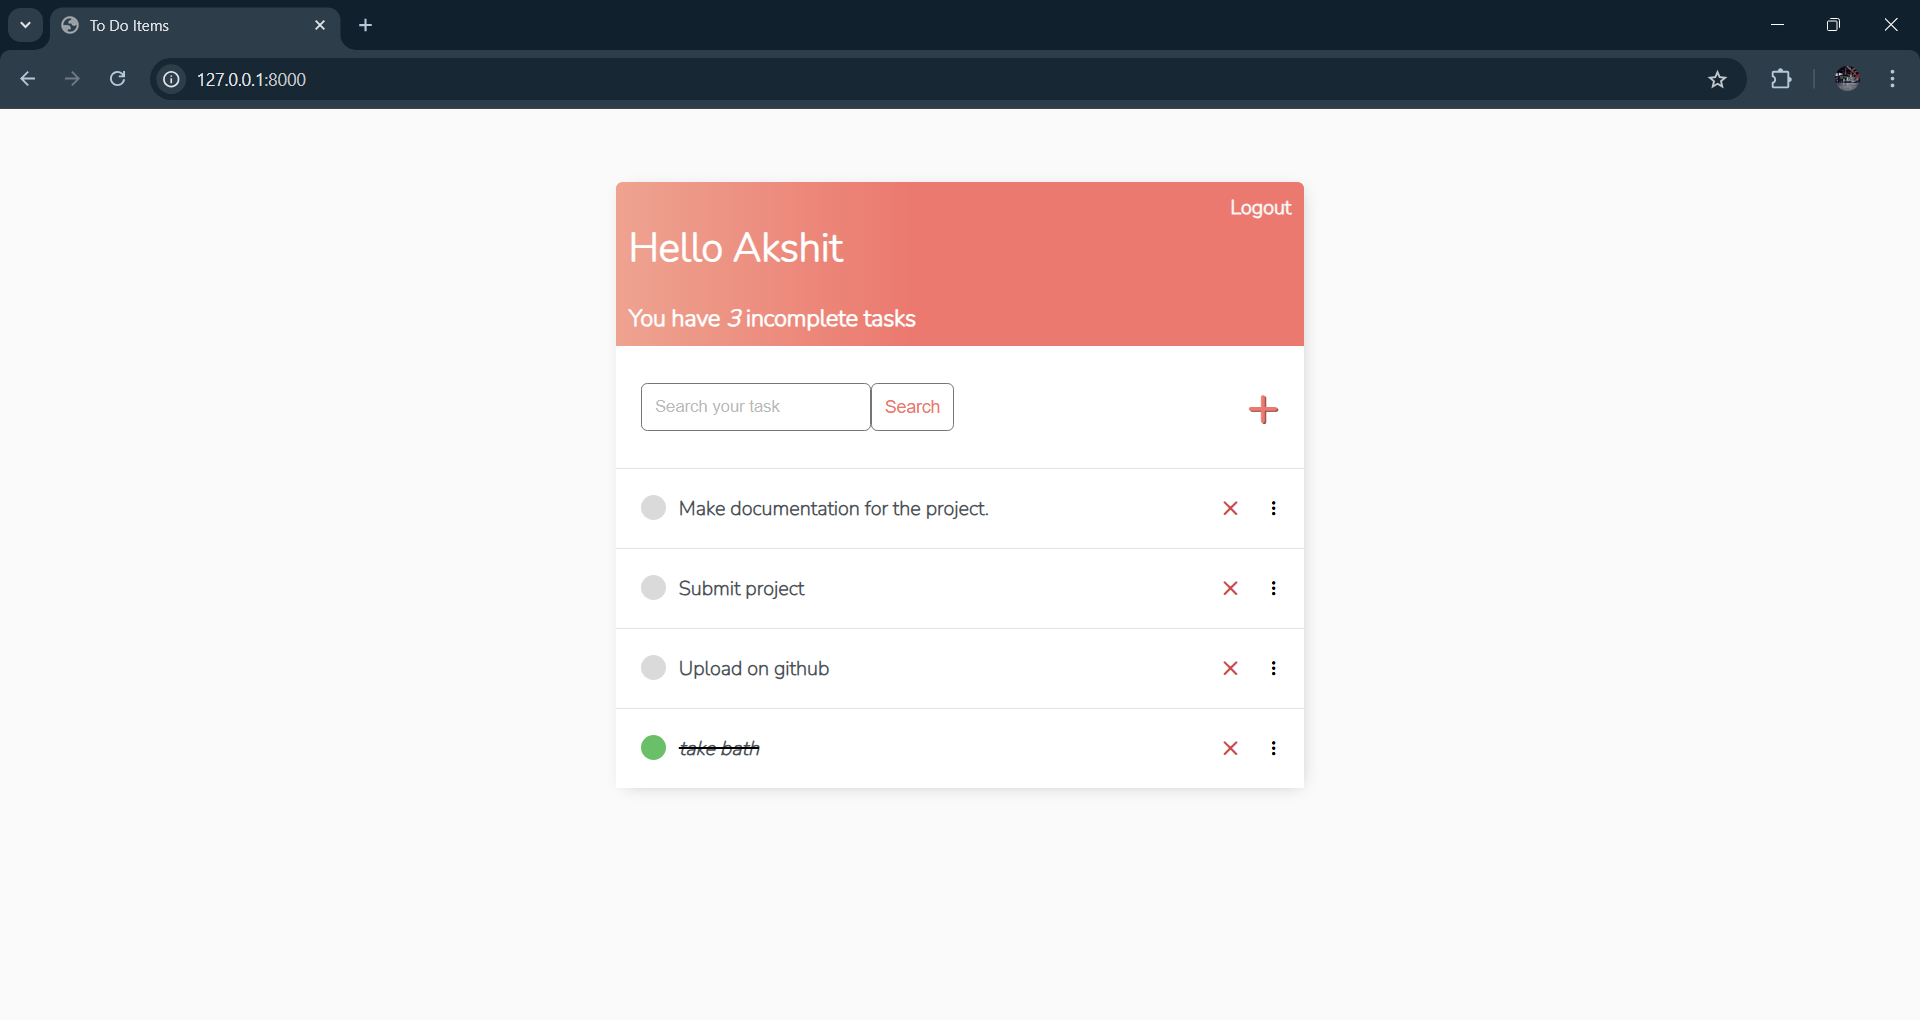 To Do Items
127.0.0.1:8000
Logout
Hello Akshit
You have 3 incomplete tasks
Search your task Search
Make documentation for the project.
Submit project
Upload on github
take bath